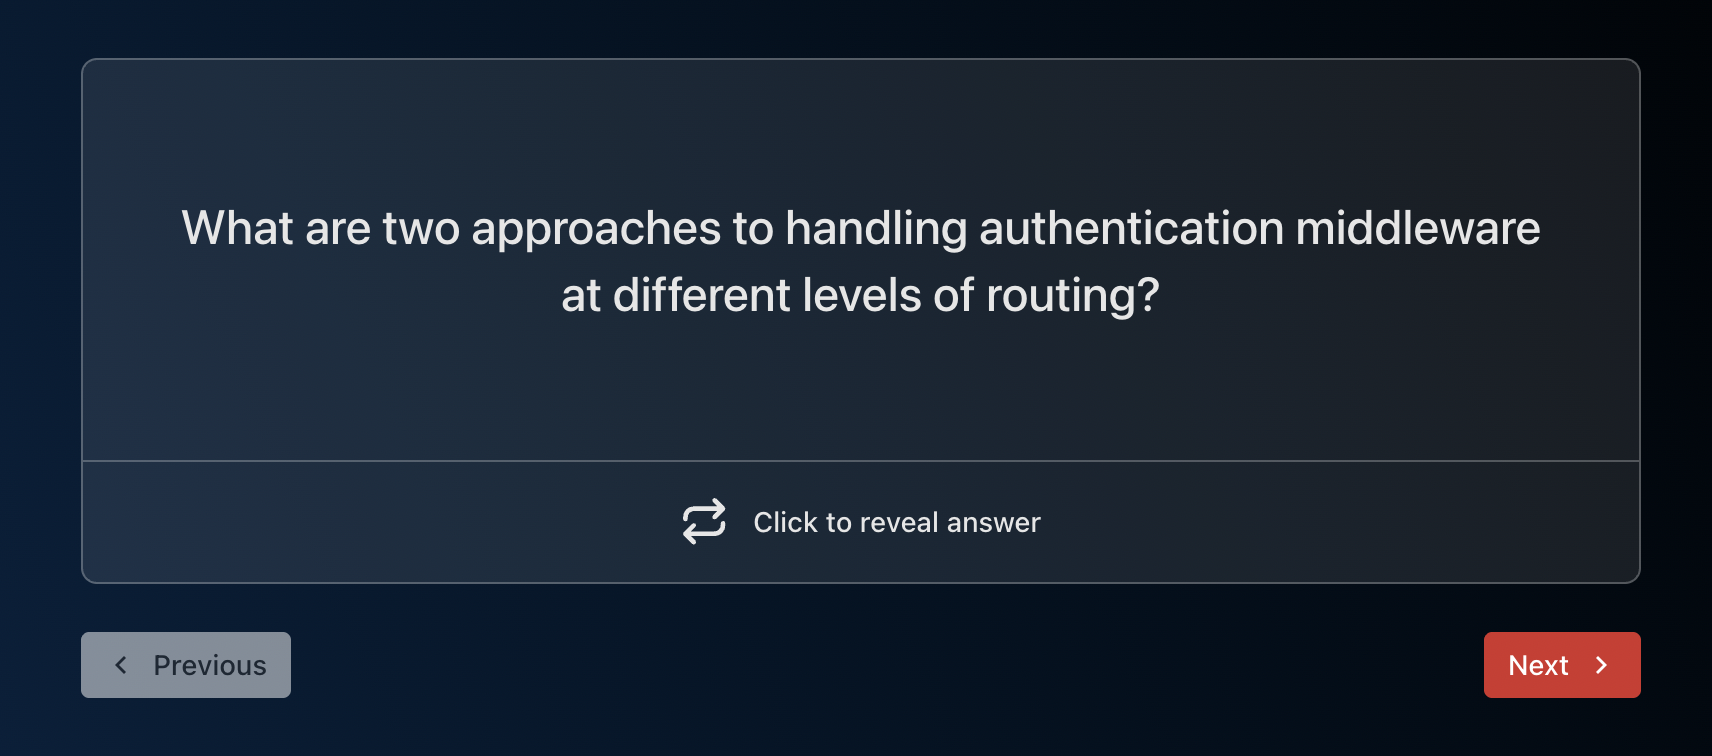 What are two approaches to handling authentication middleware
at different levels of routing?
Click to reveal answer
Previous
Next